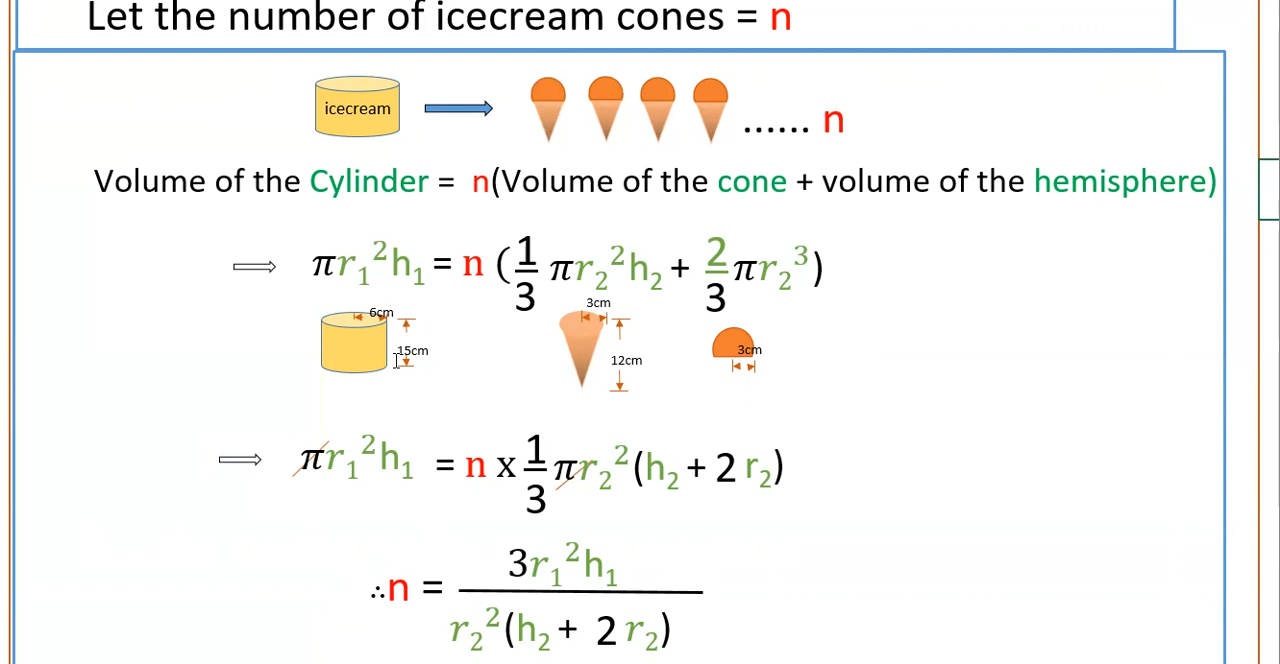 Let the number of icecream cones = n
icecream
...... n
Volume of the Cylinder = n(Volume of the cone + volume of the hemisphere)
⟹ πr₁²h₁ = n (1/3 πr₂²h₂ + 2/3 πr₂³)
6cm
15cm
3cm
12cm
3cm
⟹ πr₁²h₁ = n x 1/3 πr₂²(h₂ + 2 r₂)
∴n = 3r₁²h₁ / r₂²(h₂ + 2 r₂)